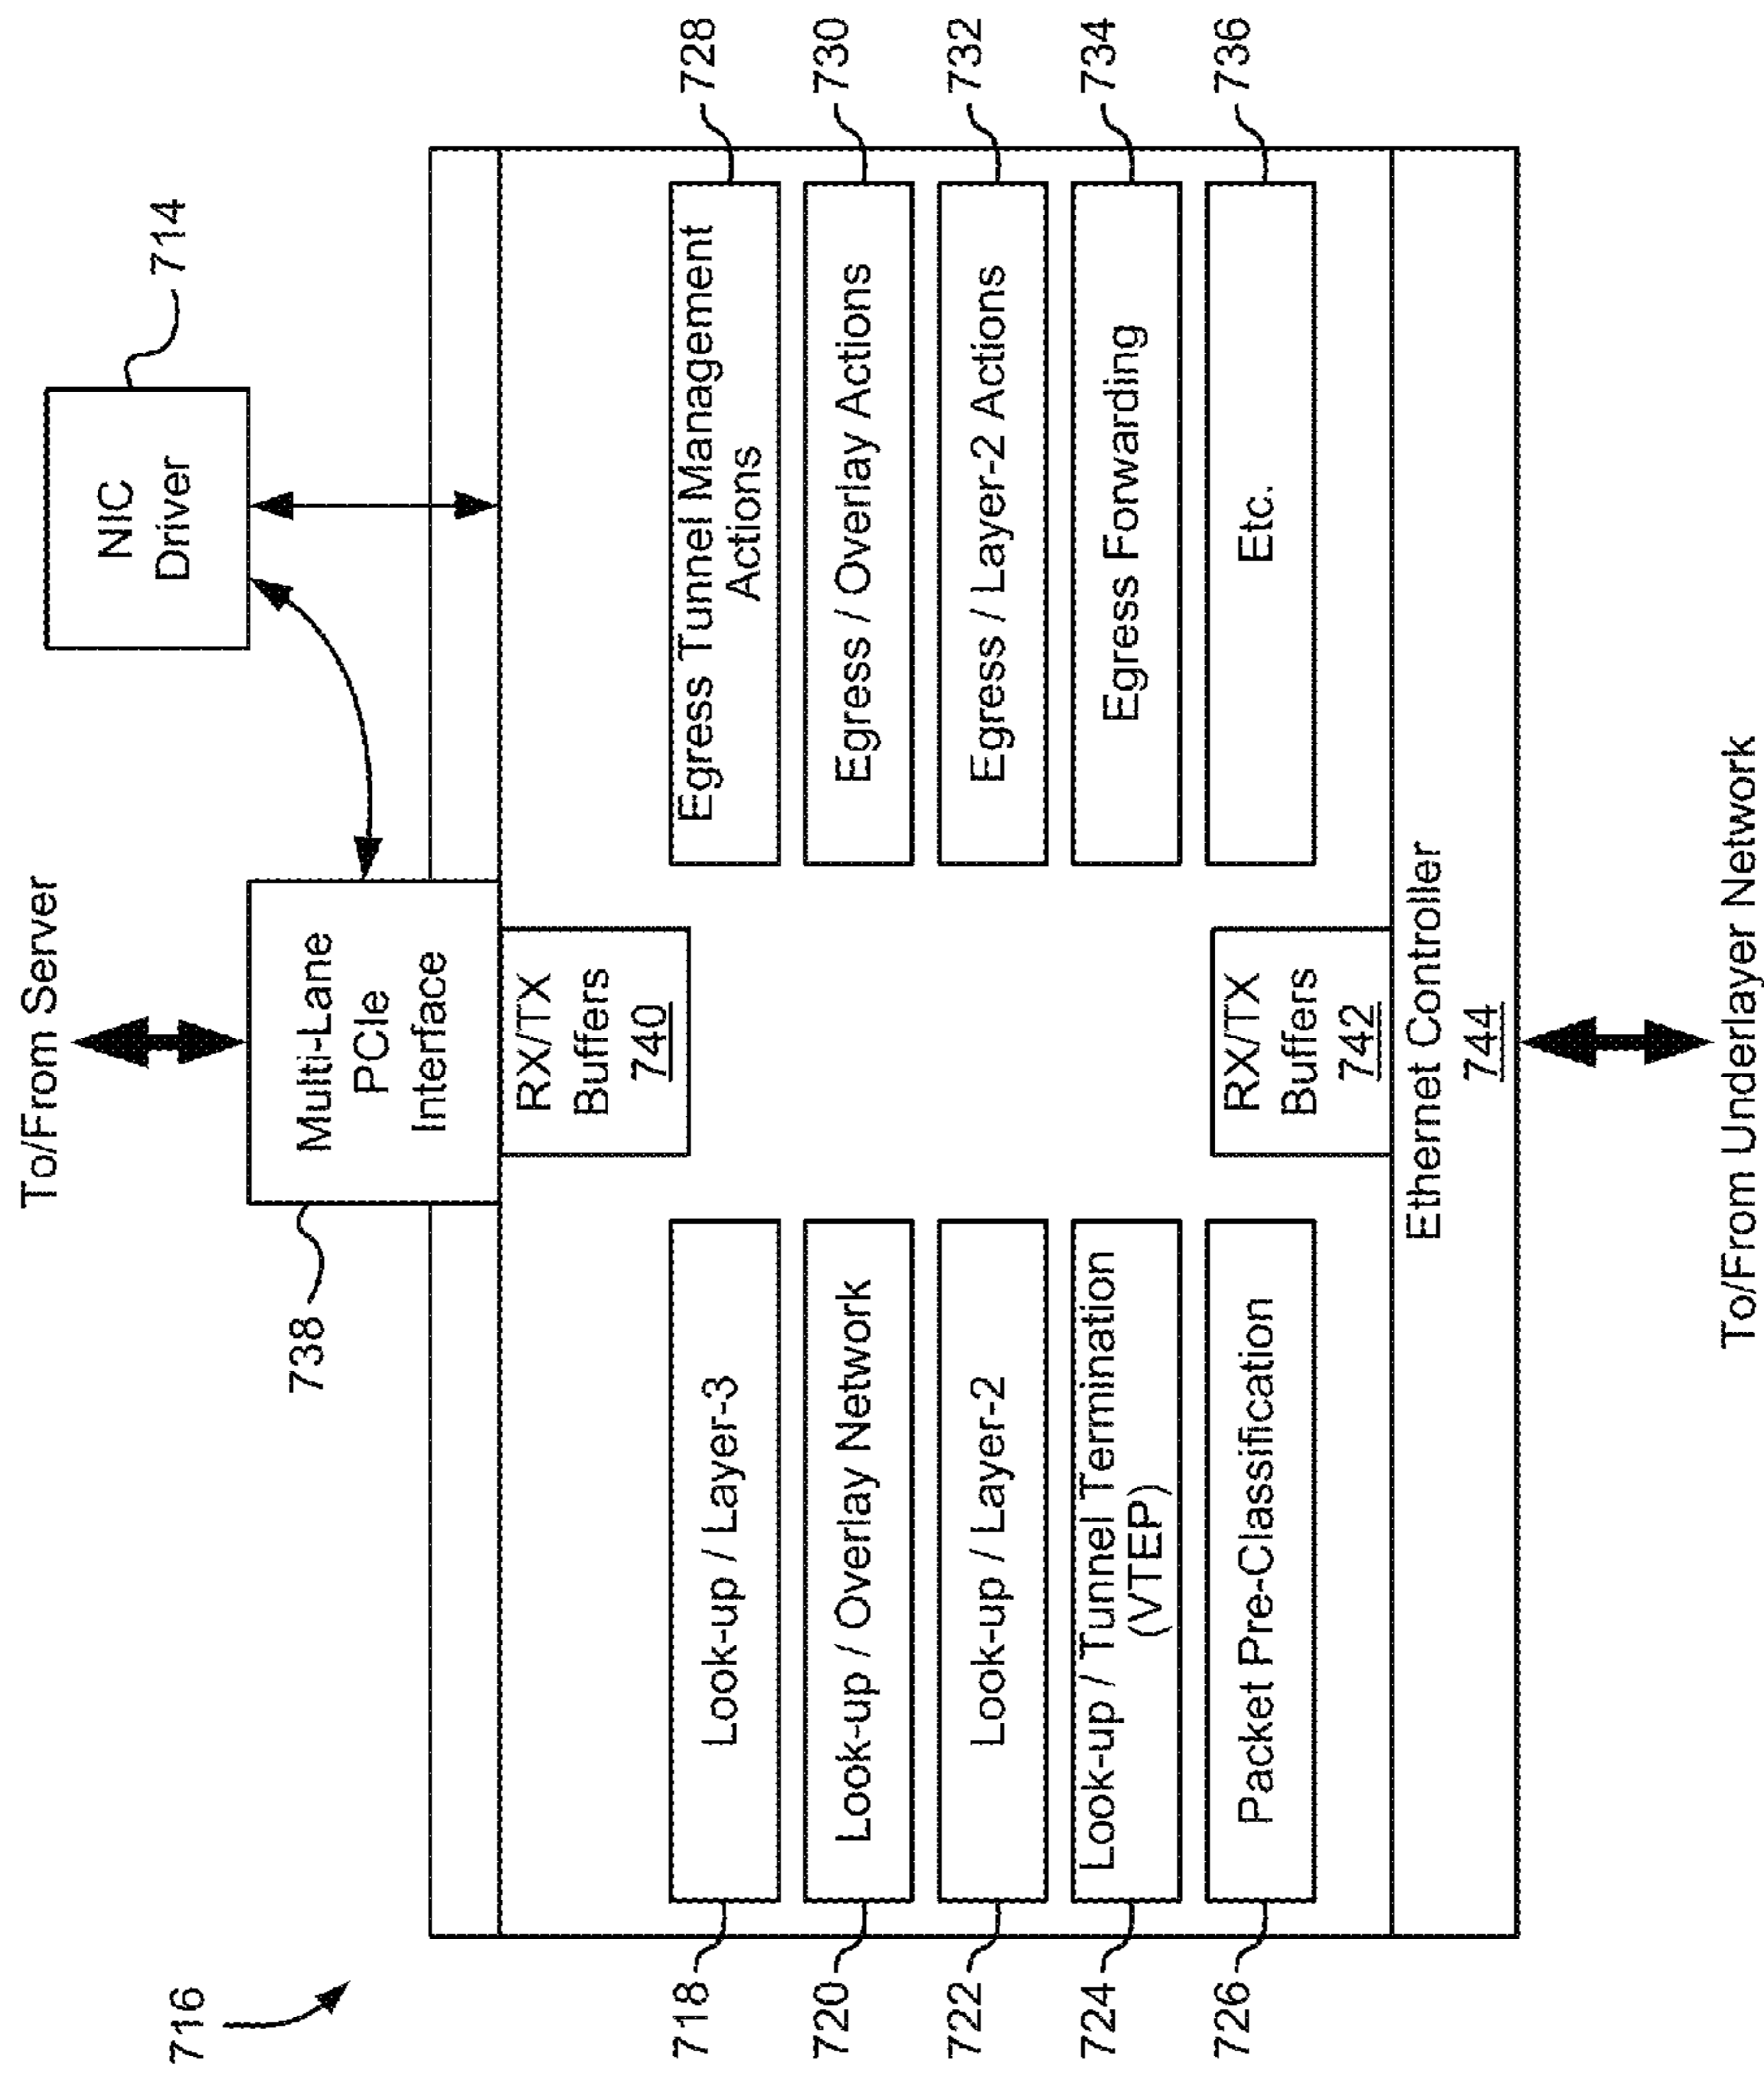 716
To/From Server
738
Multi-Lane
PCIe
Interface
NIC
Driver
714
RX/TX
Buffers
740
718
Look-up / Layer-3
720
Look-up / Overlay Network
722
Look-up / Layer-2
724
Look-up / Tunnel Termination
(VTEP)
726
Packet Pre-Classification
Egress Tunnel Management
Actions
728
Egress / Overlay Actions
730
Egress / Layer-2 Actions
732
Egress Forwarding
734
Etc.
736
RX/TX
Buffers
742
Ethernet Controller
744
To/From Underlayer Network